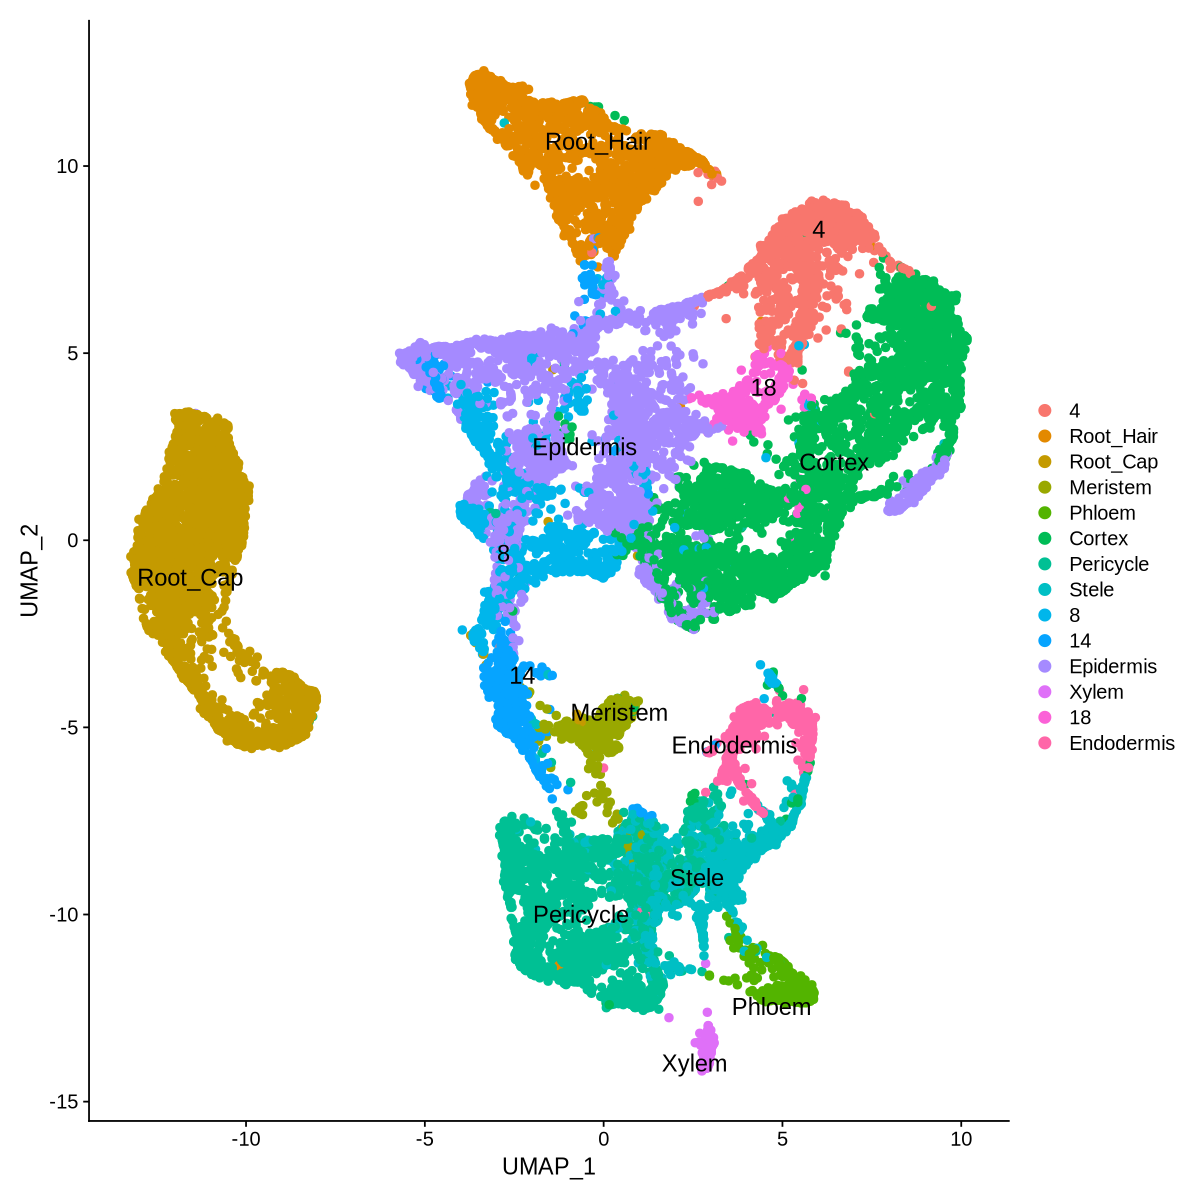 Root_Hair
4
18
Epidermis
Cortex
8
Root_Cap
14
Meristem
Endodermis
Stele
Pericycle
Phloem
Xylem
10
5
0
-5
-10
-15
UMAP_2
-10
-5
0
5
10
UMAP_1
4
Root_Hair
Root_Cap
Meristem
Phloem
Cortex
Pericycle
Stele
8
14
Epidermis
Xylem
18
Endodermis